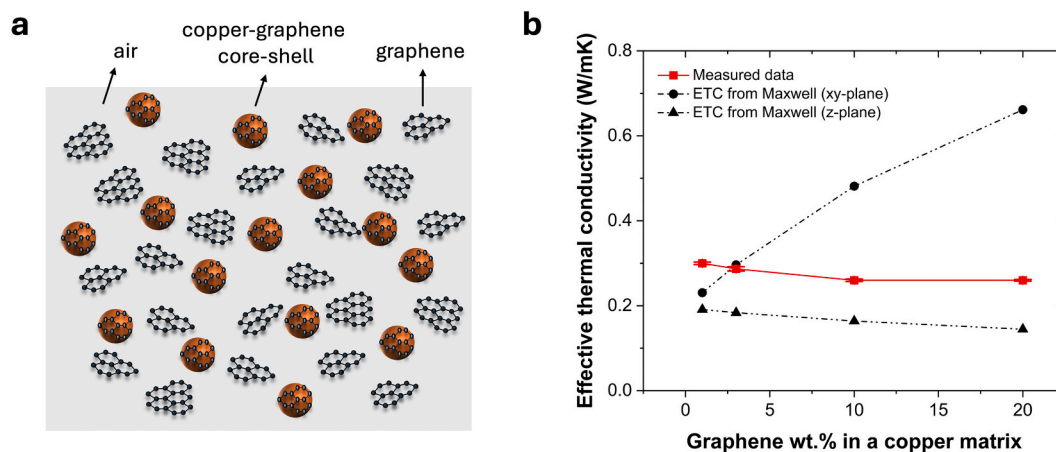 a
air
copper-graphene
core-shell
graphene
b
Effective thermal conductivity (W/mK)
0.8
0.6
0.4
0.2
0.0
Measured data
ETC from Maxwell (xy-plane)
ETC from Maxwell (z-plane)
0 5 10 15 20
Graphene wt.% in a copper matrix